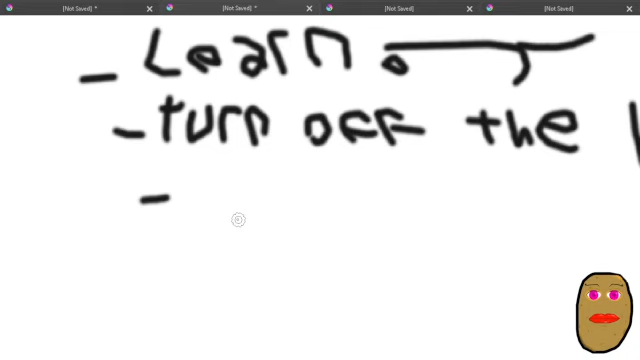 [Not Saved] * [Not Saved] * [Not Saved] [Not Saved]
- Learn
- turn off the
-